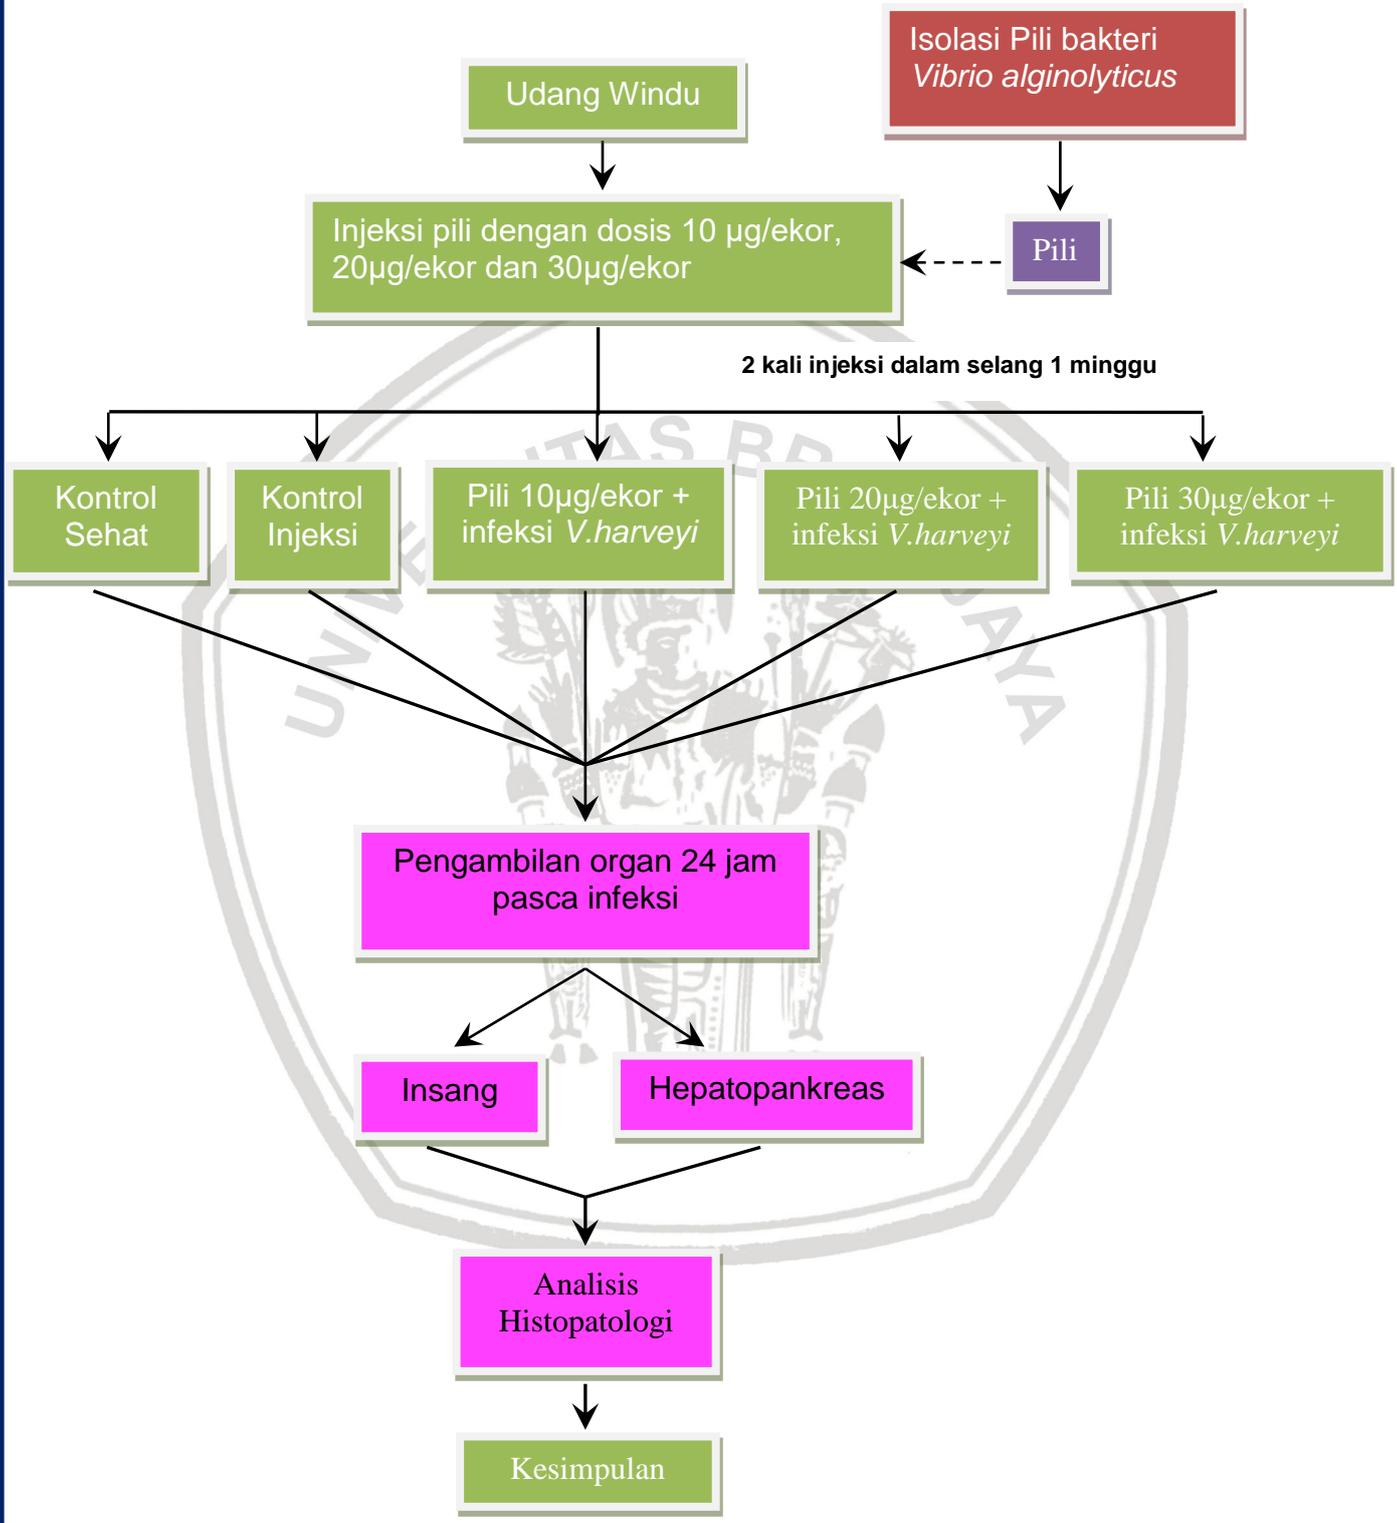 Isolasi Pili bakteri
Vibrio alginolyticus
Udang Windu
Injeksi pili dengan dosis 10 µg/ekor,
20µg/ekor dan 30µg/ekor
Pili
2 kali injeksi dalam selang 1 minggu
Kontrol
Sehat
Kontrol
Injeksi
Pili 10µg/ekor +
infeksi V.harveyi
Pili 20µg/ekor +
infeksi V.harveyi
Pili 30µg/ekor +
infeksi V.harveyi
Pengambilan organ 24 jam
pasca infeksi
Insang
Hepatopankreas
Analisis
Histopatologi
Kesimpulan